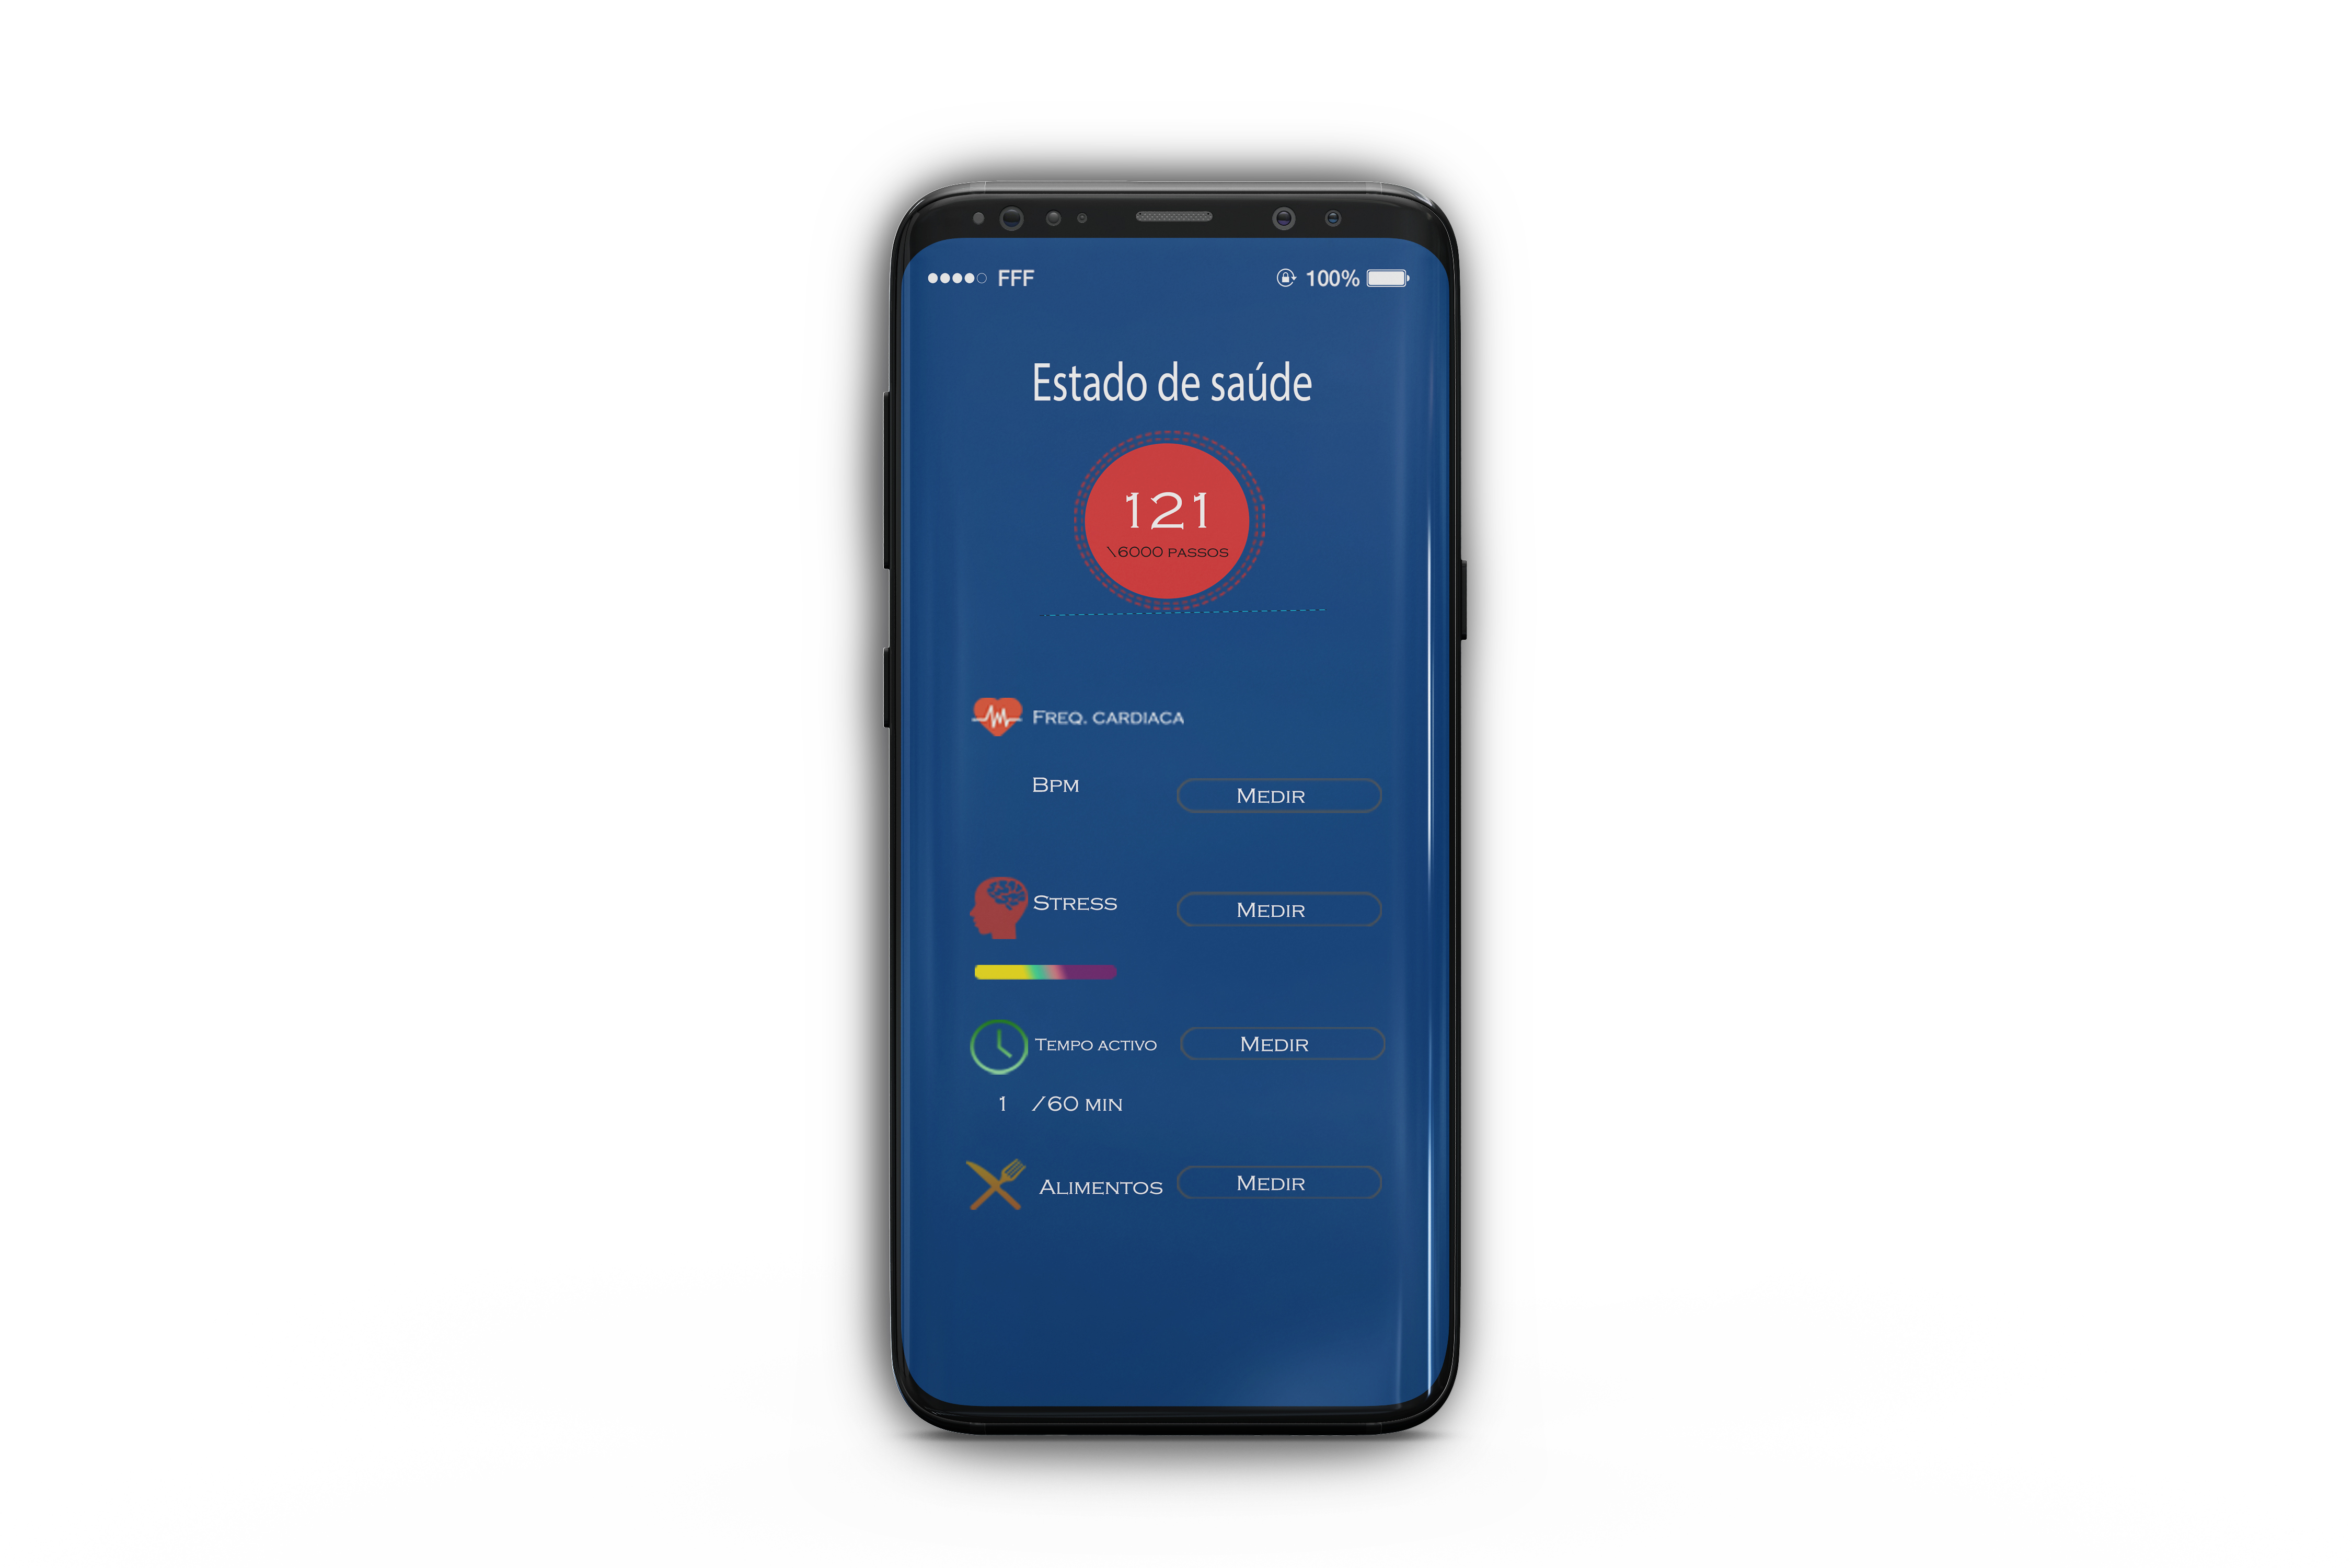 FFF 100%
Estado de saúde
121
\6000 PASSOS
FREQ. CARDIACA
BPM MEDIR
STRESS MEDIR
TEMPO ACTIVO MEDIR
1 /60 MIN
ALIMENTOS MEDIR